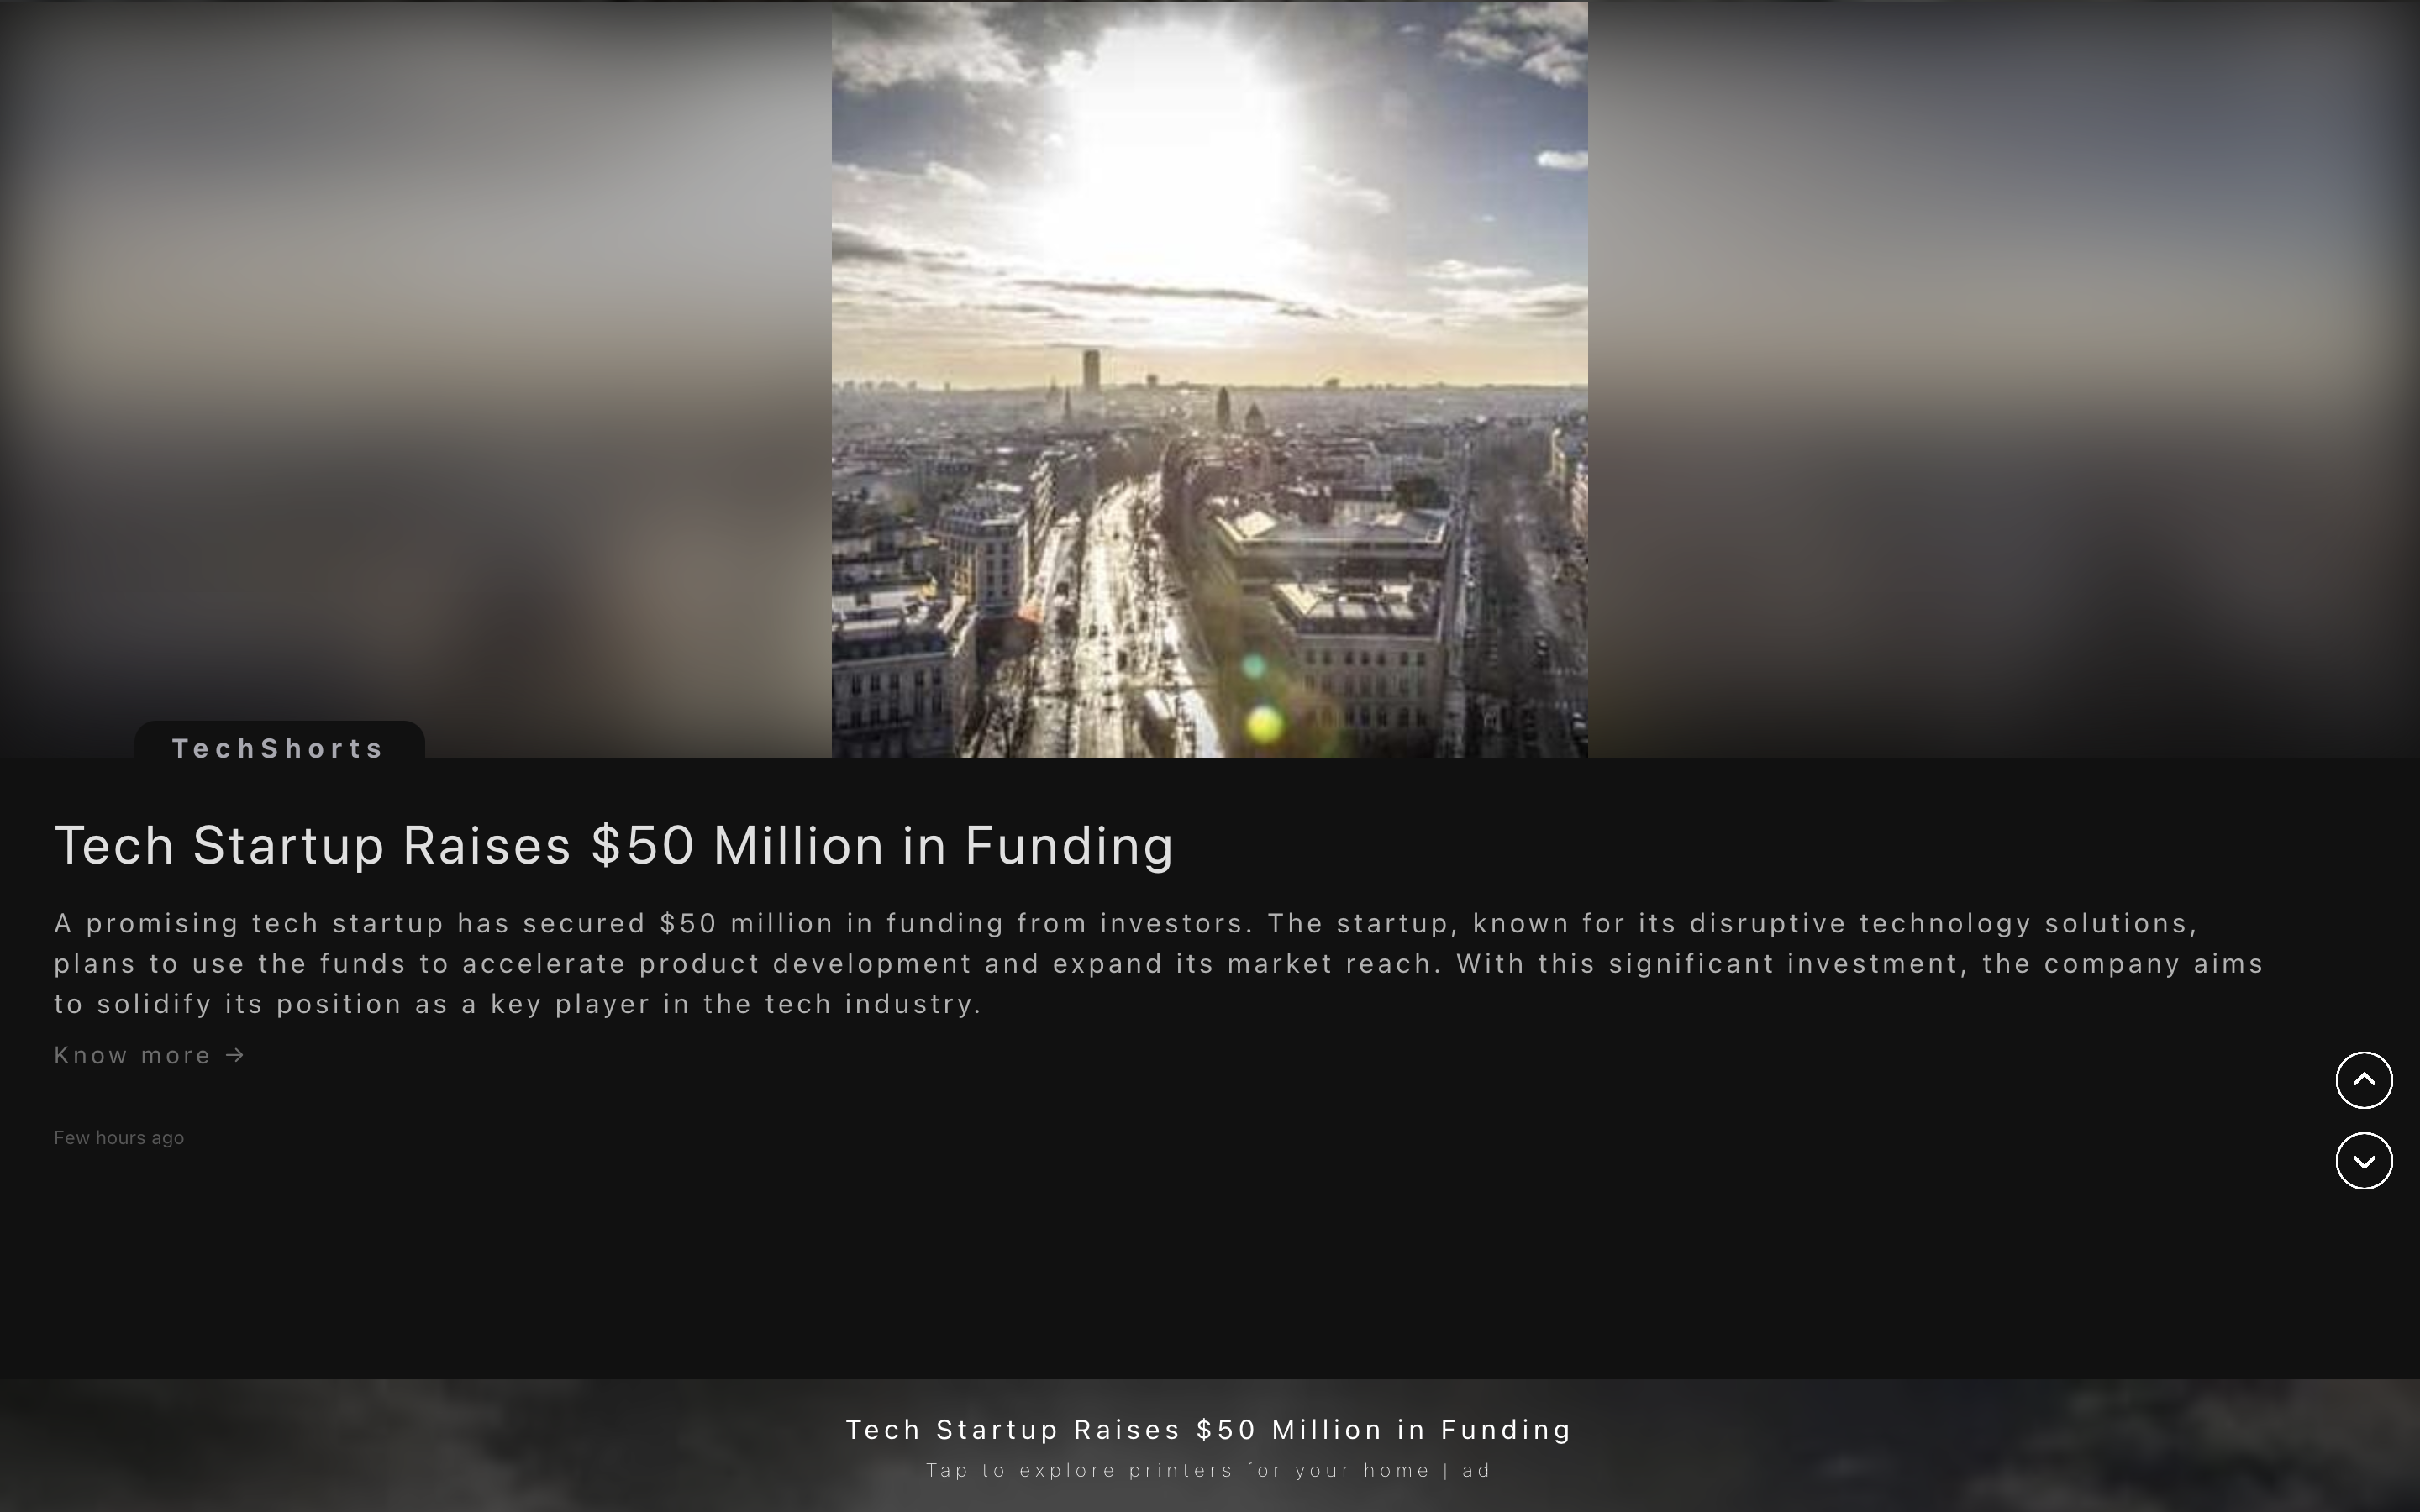 TechShorts
Tech Startup Raises $50 Million in Funding
A promising tech startup has secured $50 million in funding from investors. The startup, known for its disruptive technology solutions,
plans to use the funds to accelerate product development and expand its market reach. With this significant investment, the company aims
to solidify its position as a key player in the tech industry.
Know more →
Few hours ago
Tech Startup Raises $50 Million in Funding
Tap to explore printers for your home | ad